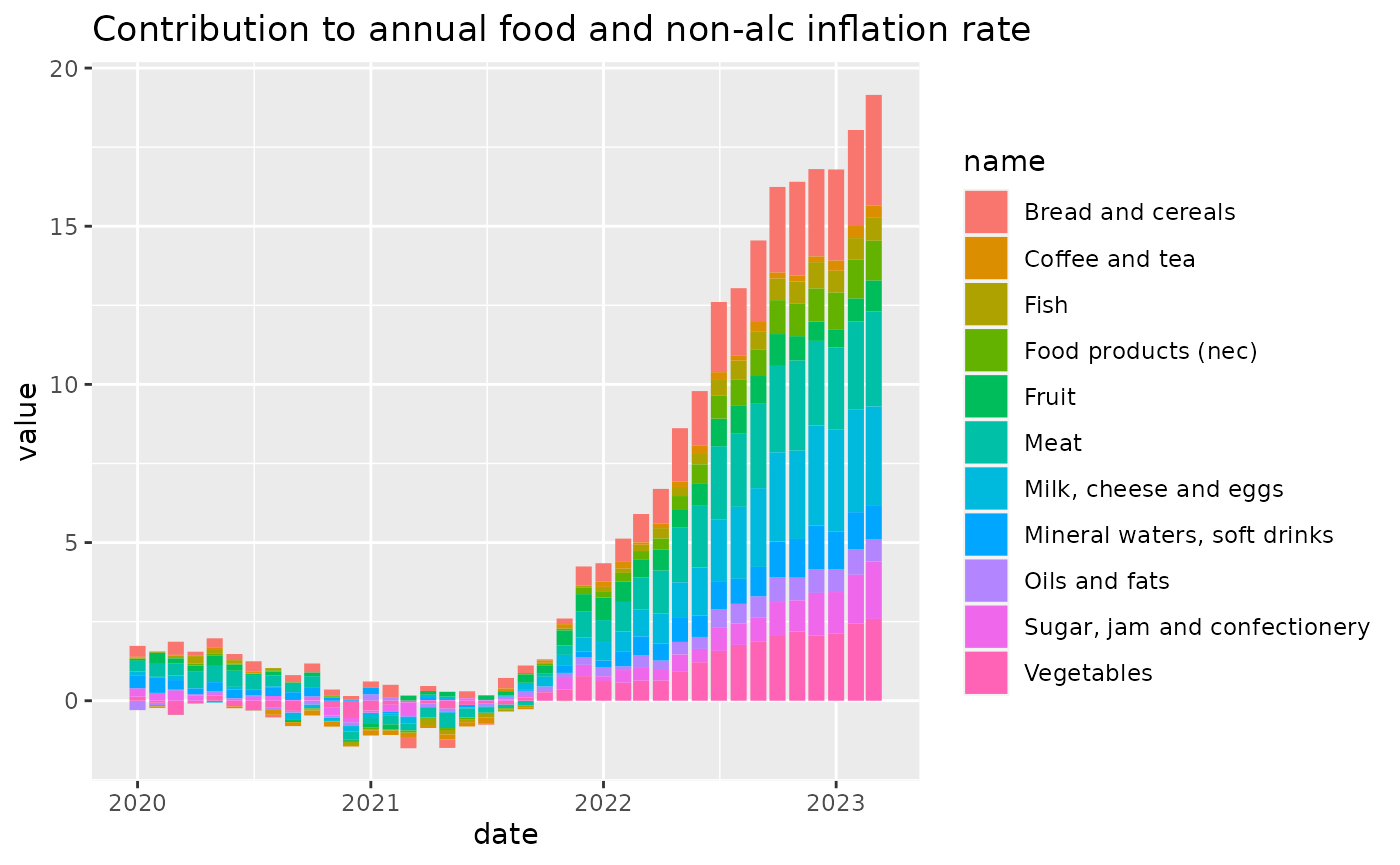 Contribution to annual food and non-alc inflation rate
20
15
10
5
0
value
2020 2021 2022 2023
date
name
Bread and cereals
Coffee and tea
Fish
Food products (nec)
Fruit
Meat
Milk, cheese and eggs
Mineral waters, soft drinks
Oils and fats
Sugar, jam and confectionery
Vegetables